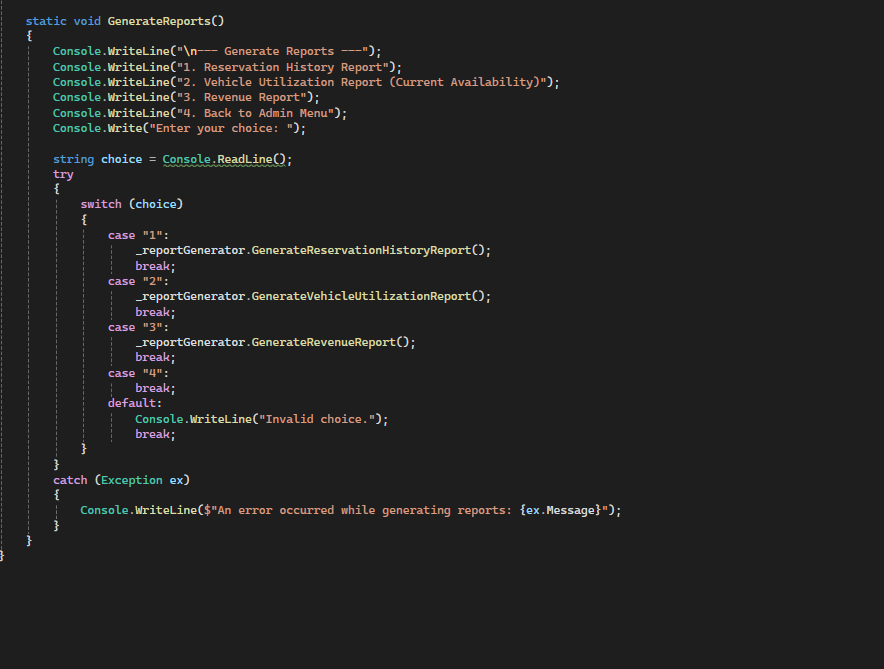 static void GenerateReports()
{
    Console.WriteLine("\n--- Generate Reports ---");
    Console.WriteLine("1. Reservation History Report");
    Console.WriteLine("2. Vehicle Utilization Report (Current Availability)");
    Console.WriteLine("3. Revenue Report");
    Console.WriteLine("4. Back to Admin Menu");
    Console.Write("Enter your choice: ");

    string choice = Console.ReadLine();
    try
    {
        switch (choice)
        {
            case "1":
                _reportGenerator.GenerateReservationHistoryReport();
                break;
            case "2":
                _reportGenerator.GenerateVehicleUtilizationReport();
                break;
            case "3":
                _reportGenerator.GenerateRevenueReport();
                break;
            case "4":
                break;
            default:
                Console.WriteLine("Invalid choice.");
                break;
        }
    }
    catch (Exception ex)
    {
        Console.WriteLine($"An error occurred while generating reports: {ex.Message}");
    }
}
}